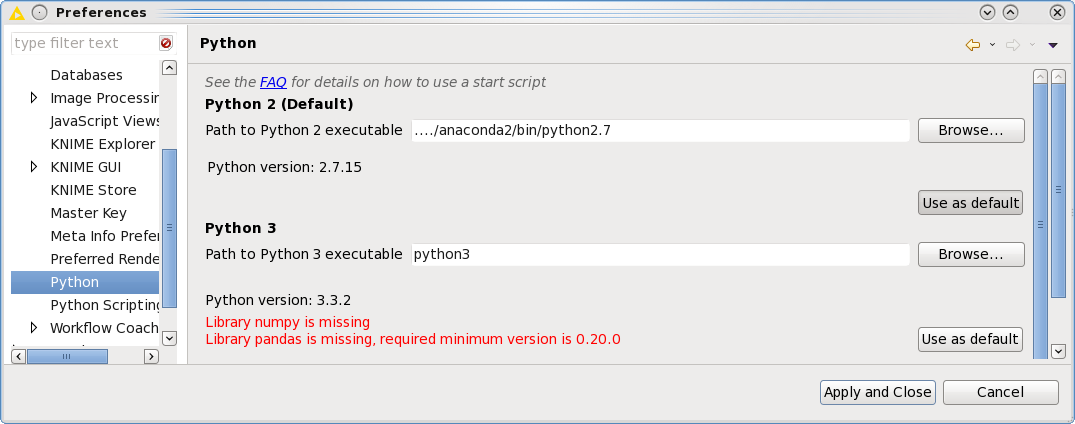 Preferences
type filter text
Databases
Image Processin
JavaScript Views
KNIME Explorer
KNIME GUI
KNIME Store
Master Key
Meta Info Prefer
Preferred Rende
Python
Python Scripting
Workflow Coach
Python
See the FAQ for details on how to use a start script
Python 2 (Default)
Path to Python 2 executable ..../anaconda2/bin/python2.7 Browse...
Python version: 2.7.15
Use as default
Python 3
Path to Python 3 executable python3 Browse...
Python version: 3.3.2
Library numpy is missing
Library pandas is missing, required minimum version is 0.20.0
Use as default
Apply and Close Cancel